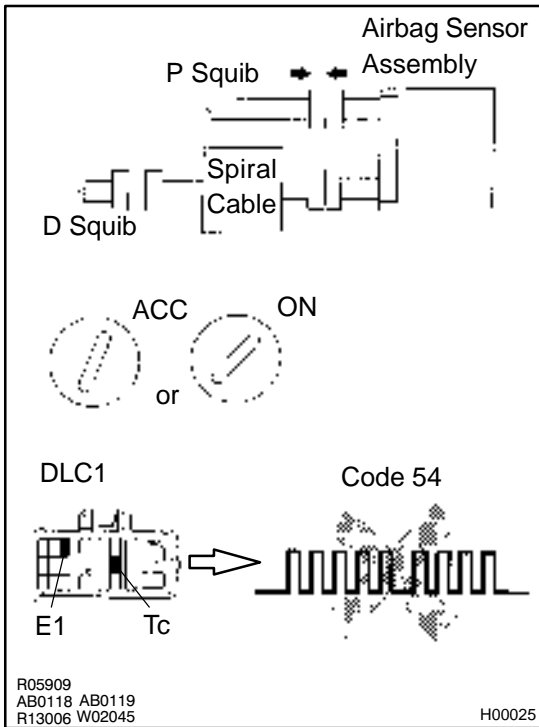 Airbag Sensor
Assembly
P Squib
Spiral
Cable
D Squib
ACC
ON
or
DLC1
Code 54
E1
Tc
R05909
AB0118 AB0119
R13006 W02045
H00025